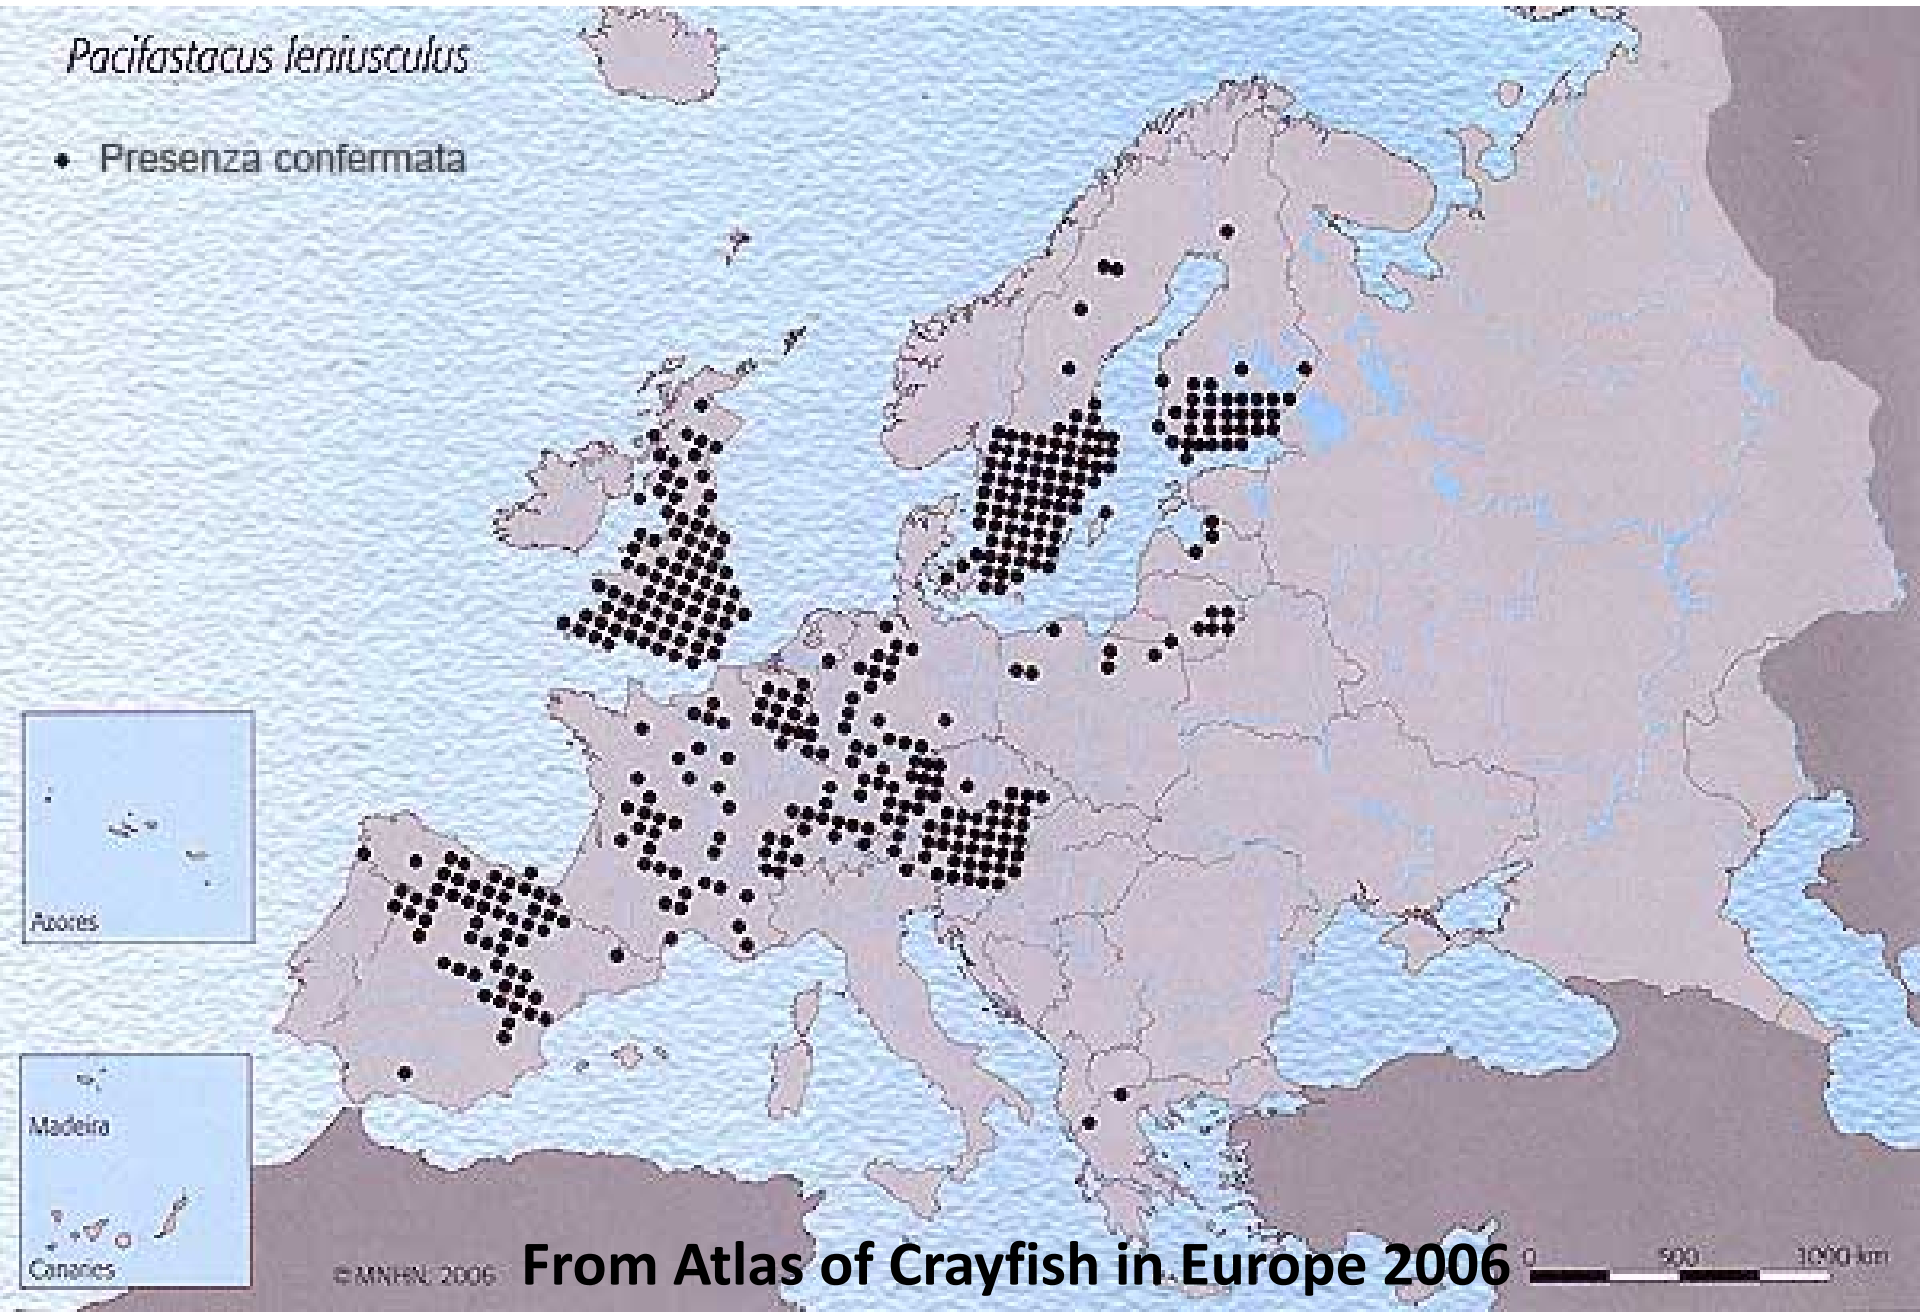 Pacifastacus leniusculus
• Presenza confermata
Azores
Madeira
Canaries
©MNHN, 2006
From Atlas of Crayfish in Europe 2006
0 500 1000 km